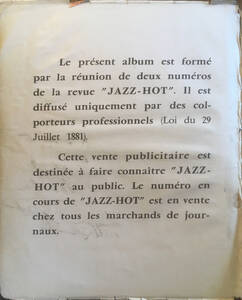 Le présent album est formé
par la réunion de deux numéros
de la revue "JAZZ-HOT". Il est
diffusé uniquement par des col-
porteurs professionnels (Loi du 29
Juillet 1881).
Cette vente publicitaire est
destinée à faire connaître "JAZZ-
HOT" au public. Le numéro en
cours de "JAZZ-HOT" est en vente
chez tous les marchands de jour-
naux.